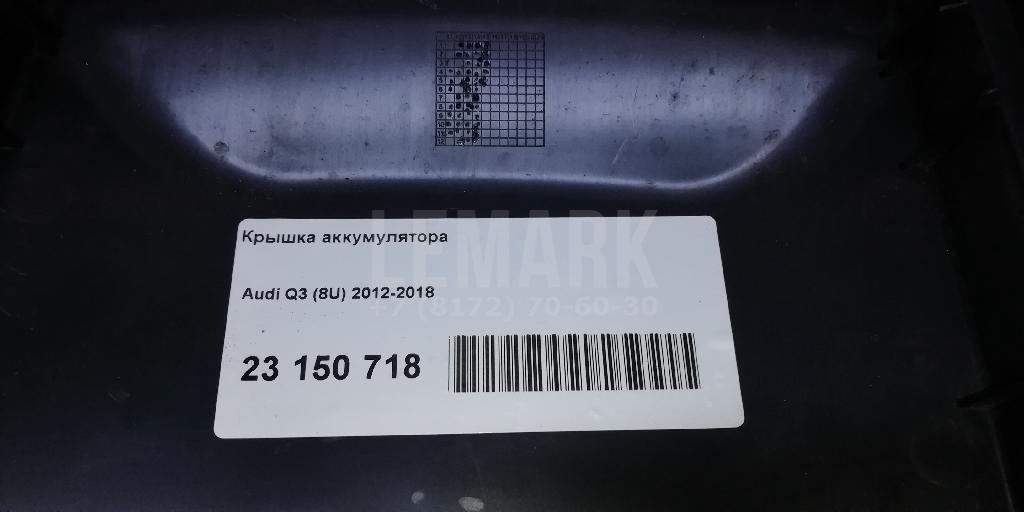 LEMARK
Крышка аккумулятора
Audi Q3 (8U) 2012-2018
+7 (8172) 70-60-30
23 150 718